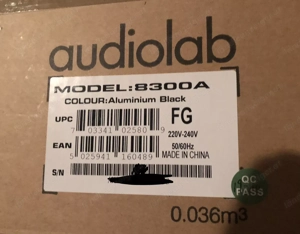 audiolab
MODEL:8300A
COLOUR:Aluminium Black
UPC 7 03341 02580 9 FG
220V-240V
50/60Hz
EAN 5 025941 160489 MADE IN CHINA
S/N
QC
PASS
0.036m³